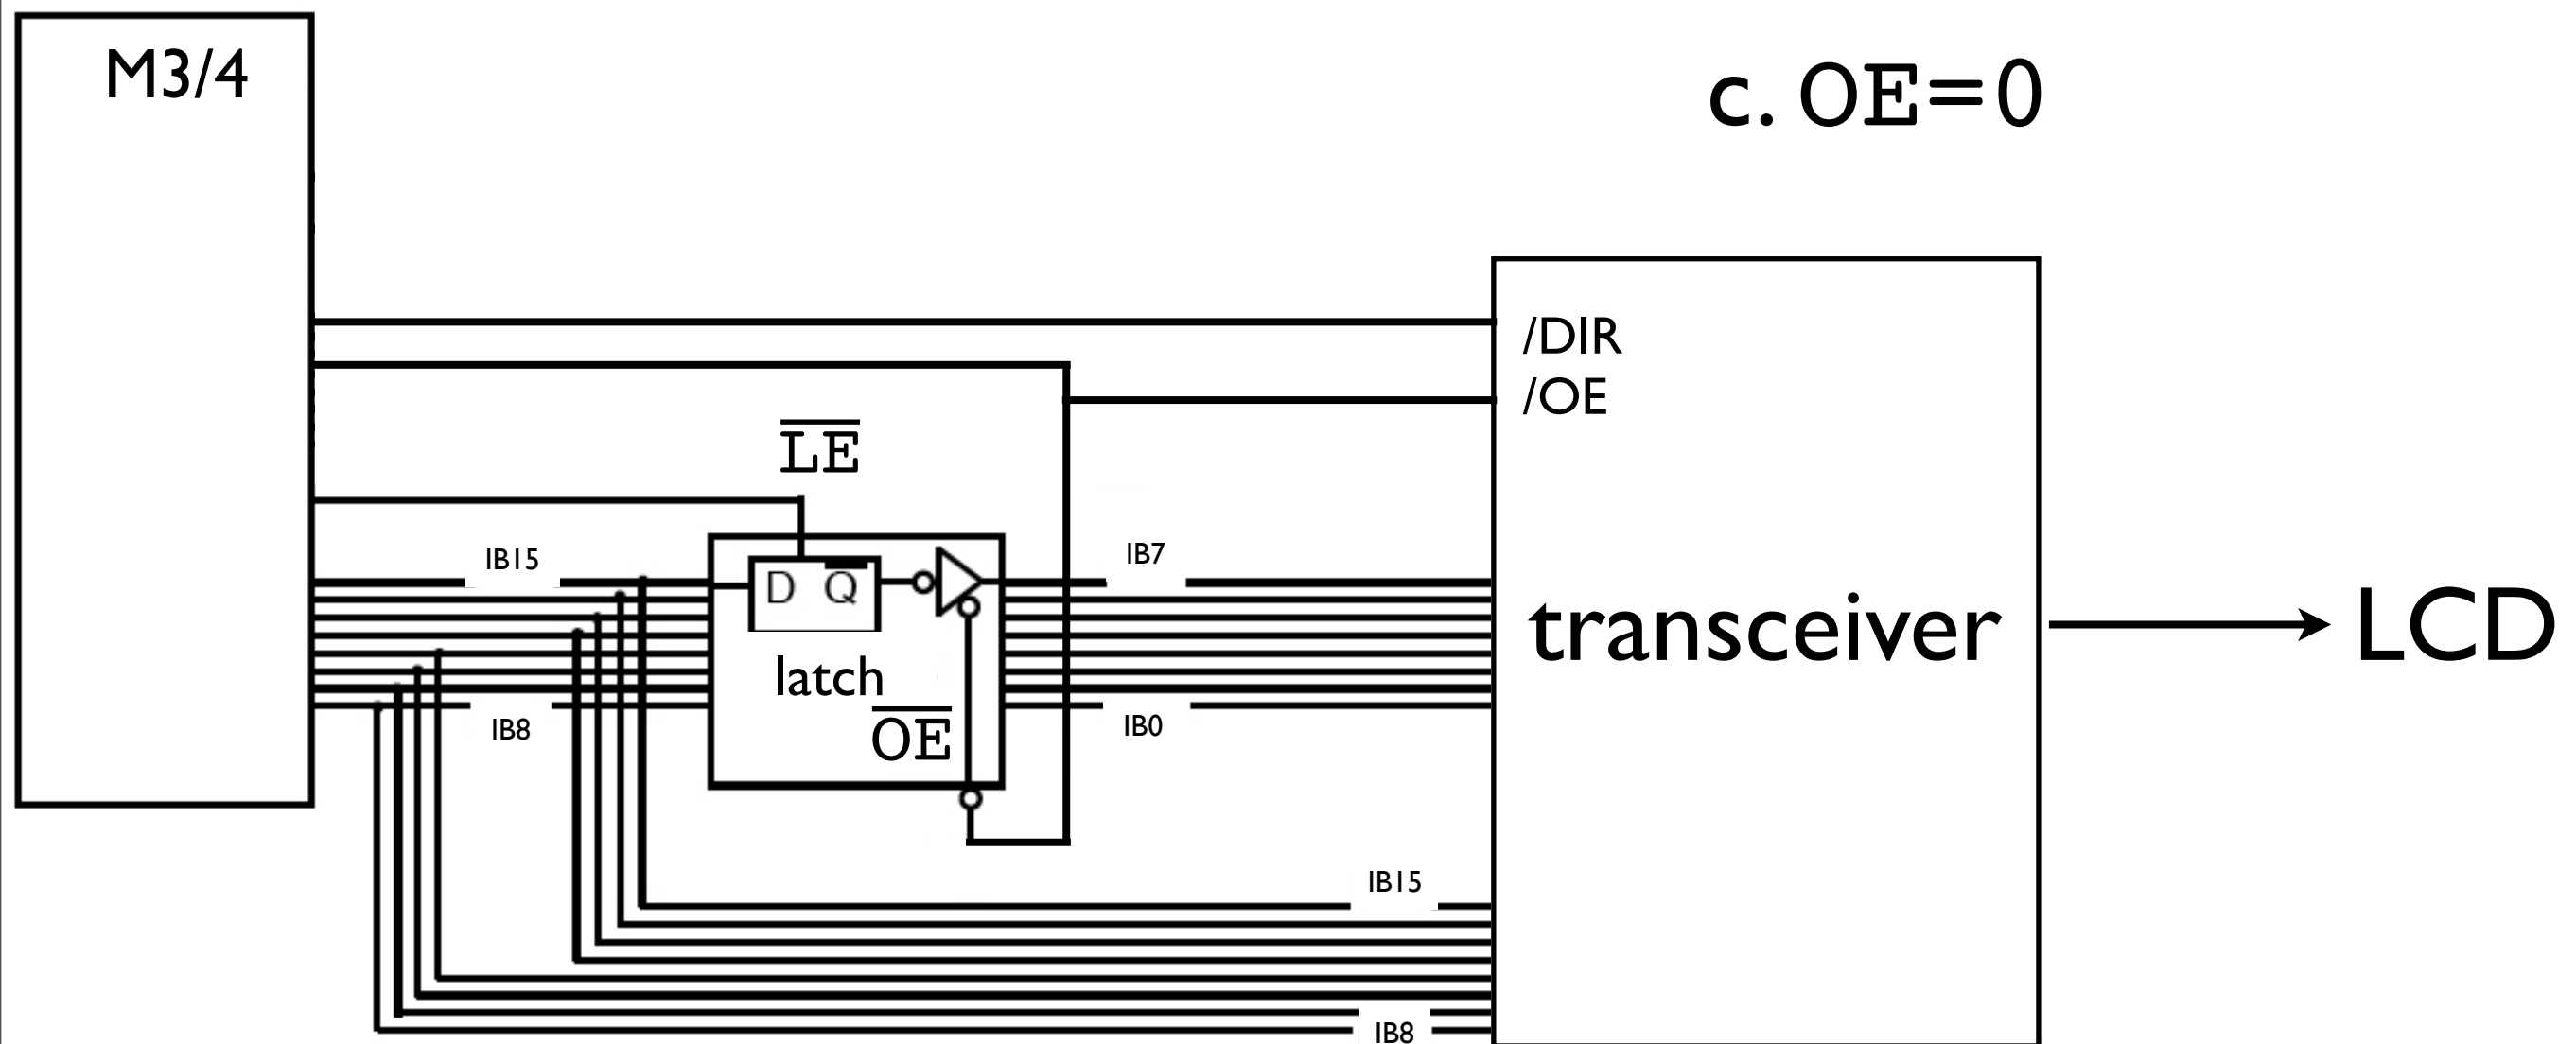 M3/4
c. OE=0
/DIR
/OE
LE
IB15
IB7
D Q
transceiver
LCD
latch
IB8
OE
IB0
IB15
IB8